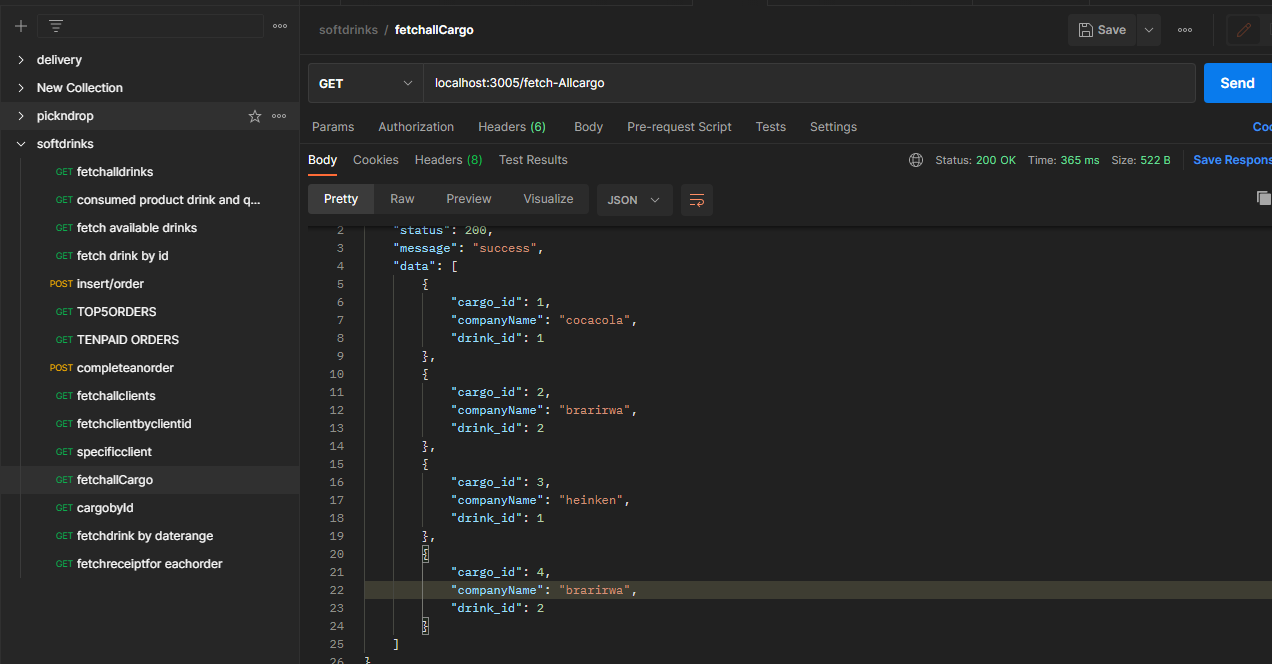 softdrinks / fetchallCargo
Save
delivery
New Collection
pickndrop
softdrinks
GET fetchalldrinks
GET consumed product drink and q...
GET fetch available drinks
GET fetch drink by id
POST insert/order
GET TOP5ORDERS
GET TENPAID ORDERS
POST completeanorder
GET fetchallclients
GET fetchclientbyclientid
GET specificclient
GET fetchallCargo
GET cargobyId
GET fetchdrink by daterange
GET fetchreceiptfor eachorder
GET localhost:3005/fetch-Allcargo Send
Params Authorization Headers (6) Body Pre-request Script Tests Settings Coo
Body Cookies Headers (8) Test Results Status: 200 OK Time: 365 ms Size: 522 B Save Respons
Pretty Raw Preview Visualize JSON
2 "status": 200,
3 "message": "success",
4 "data": [
5 {
6 "cargo_id": 1,
7 "companyName": "cocacola",
8 "drink_id": 1
9 },
10 {
11 "cargo_id": 2,
12 "companyName": "brarirwa",
13 "drink_id": 2
14 },
15 {
16 "cargo_id": 3,
17 "companyName": "heinken",
18 "drink_id": 1
19 },
20 {
21 "cargo_id": 4,
22 "companyName": "brarirwa",
23 "drink_id": 2
24 }
25 ]
26 }